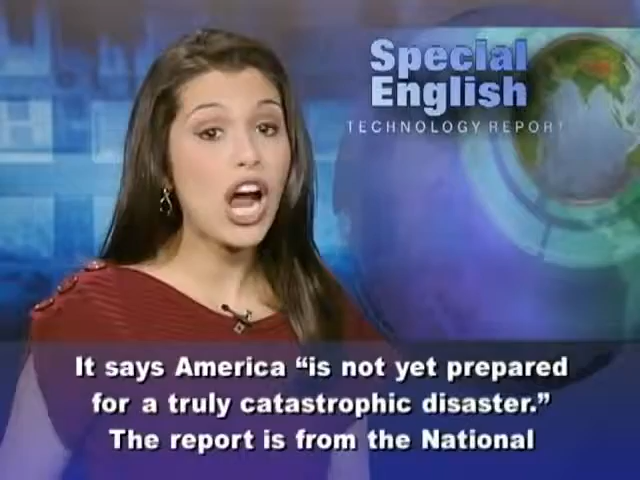 Special
English
TECHNOLOGY REPORT
It says America “is not yet prepared
for a truly catastrophic disaster.”
The report is from the National